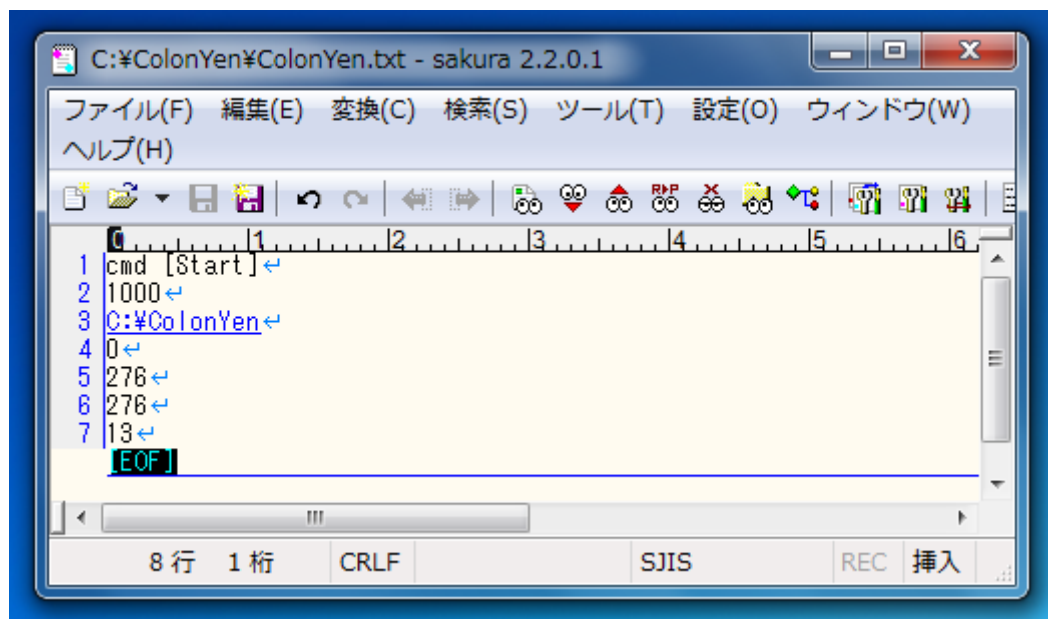 C:¥ColonYen¥ColonYen.txt - sakura 2.2.0.1
ファイル(F) 編集(E) 変換(C) 検索(S) ツール(T) 設定(O) ウィンドウ(W)
ヘルプ(H)
0 1 2 3 4 5 6
1 cmd [Start]↵
2 1000↵
3 C:¥ColonYen↵
4 0↵
5 276↵
6 276↵
7 13↵
[EOF]
8 行 1 桁 CRLF SJIS REC 挿入